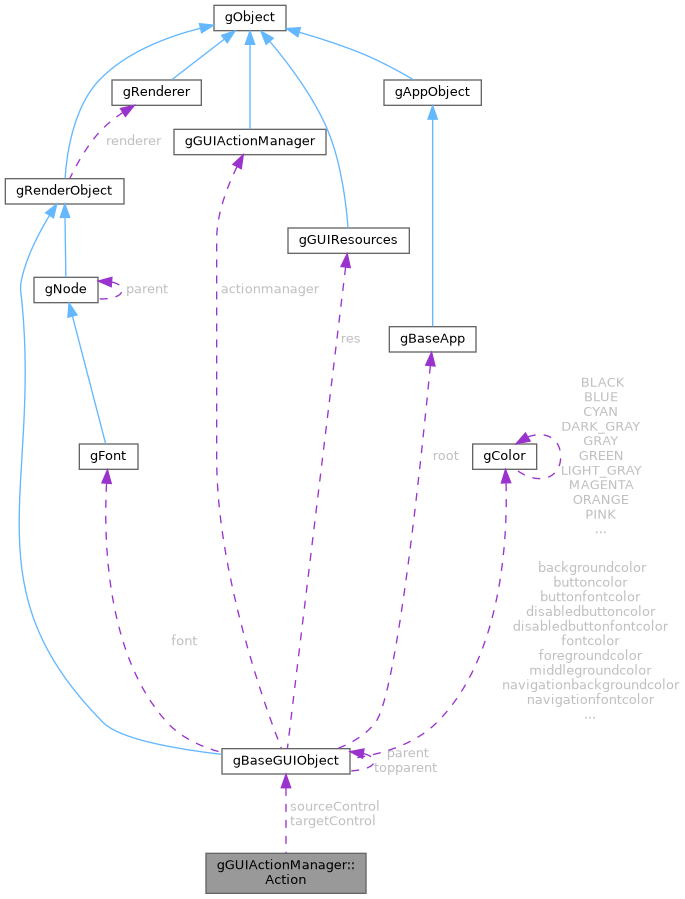 gObject
gRenderer
gAppObject
gGUIActionManager
renderer
gRenderObject
gGUIResources
gNode
parent
actionmanager
res
gBaseApp
BLACK
BLUE
CYAN
DARK_GRAY
GRAY
GREEN
LIGHT_GRAY
MAGENTA
ORANGE
PINK
...
gFont
root
gColor
backgroundcolor
buttoncolor
buttonfontcolor
disabledbuttoncolor
disabledbuttonfontcolor
fontcolor
foregroundcolor
middlegroundcolor
navigationbackgroundcolor
navigationfontcolor
...
font
gBaseGUIObject
parent
topparent
sourceControl
targetControl
gGUIActionManager::
Action